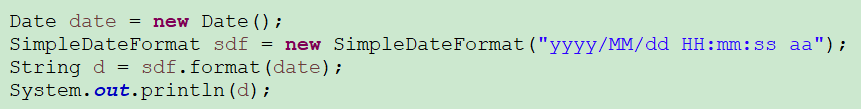 Date date = new Date();
SimpleDateFormat sdf = new SimpleDateFormat("yyyy/MM/dd HH:mm:ss aa");
String d = sdf.format(date);
System.out.println(d);